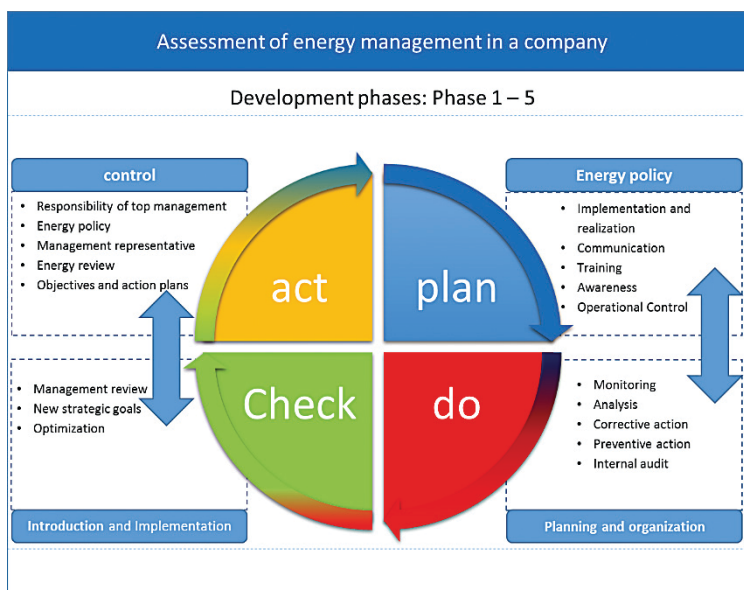 Assessment of energy management in a company
Development phases: Phase 1 – 5
control
• Responsibility of top management
• Energy policy
• Management representative
• Energy review
• Objectives and action plans
act
plan
Energy policy
• Implementation and
realization
• Communication
• Training
• Awareness
• Operational Control
• Management review
• New strategic goals
• Optimization
Introduction and Implementation
Check
do
• Monitoring
• Analysis
• Corrective action
• Preventive action
• Internal audit
Planning and organization